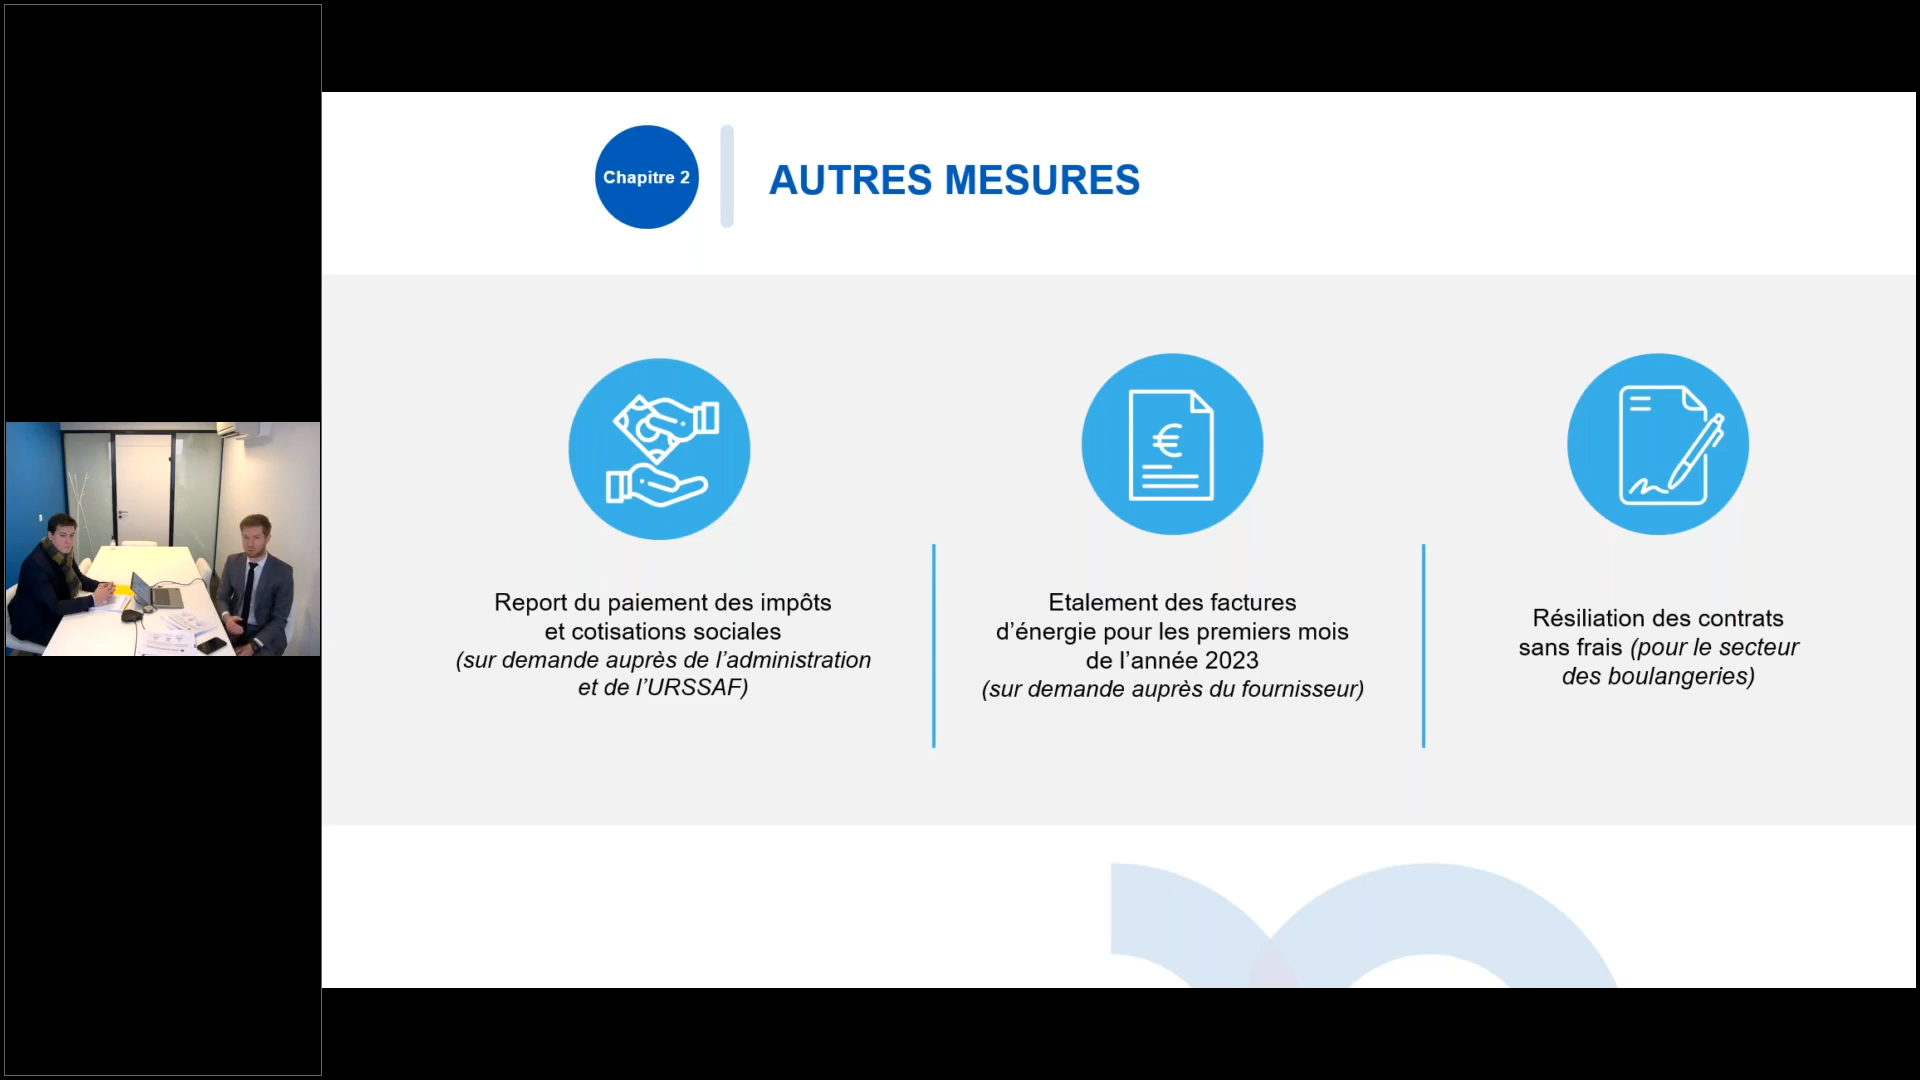 Chapitre 2
AUTRES MESURES
Report du paiement des impôts
et cotisations sociales
(sur demande auprès de l’administration
et de l’URSSAF)
Etalement des factures
d’énergie pour les premiers mois
de l’année 2023
(sur demande auprès du fournisseur)
Résiliation des contrats
sans frais (pour le secteur
des boulangeries)